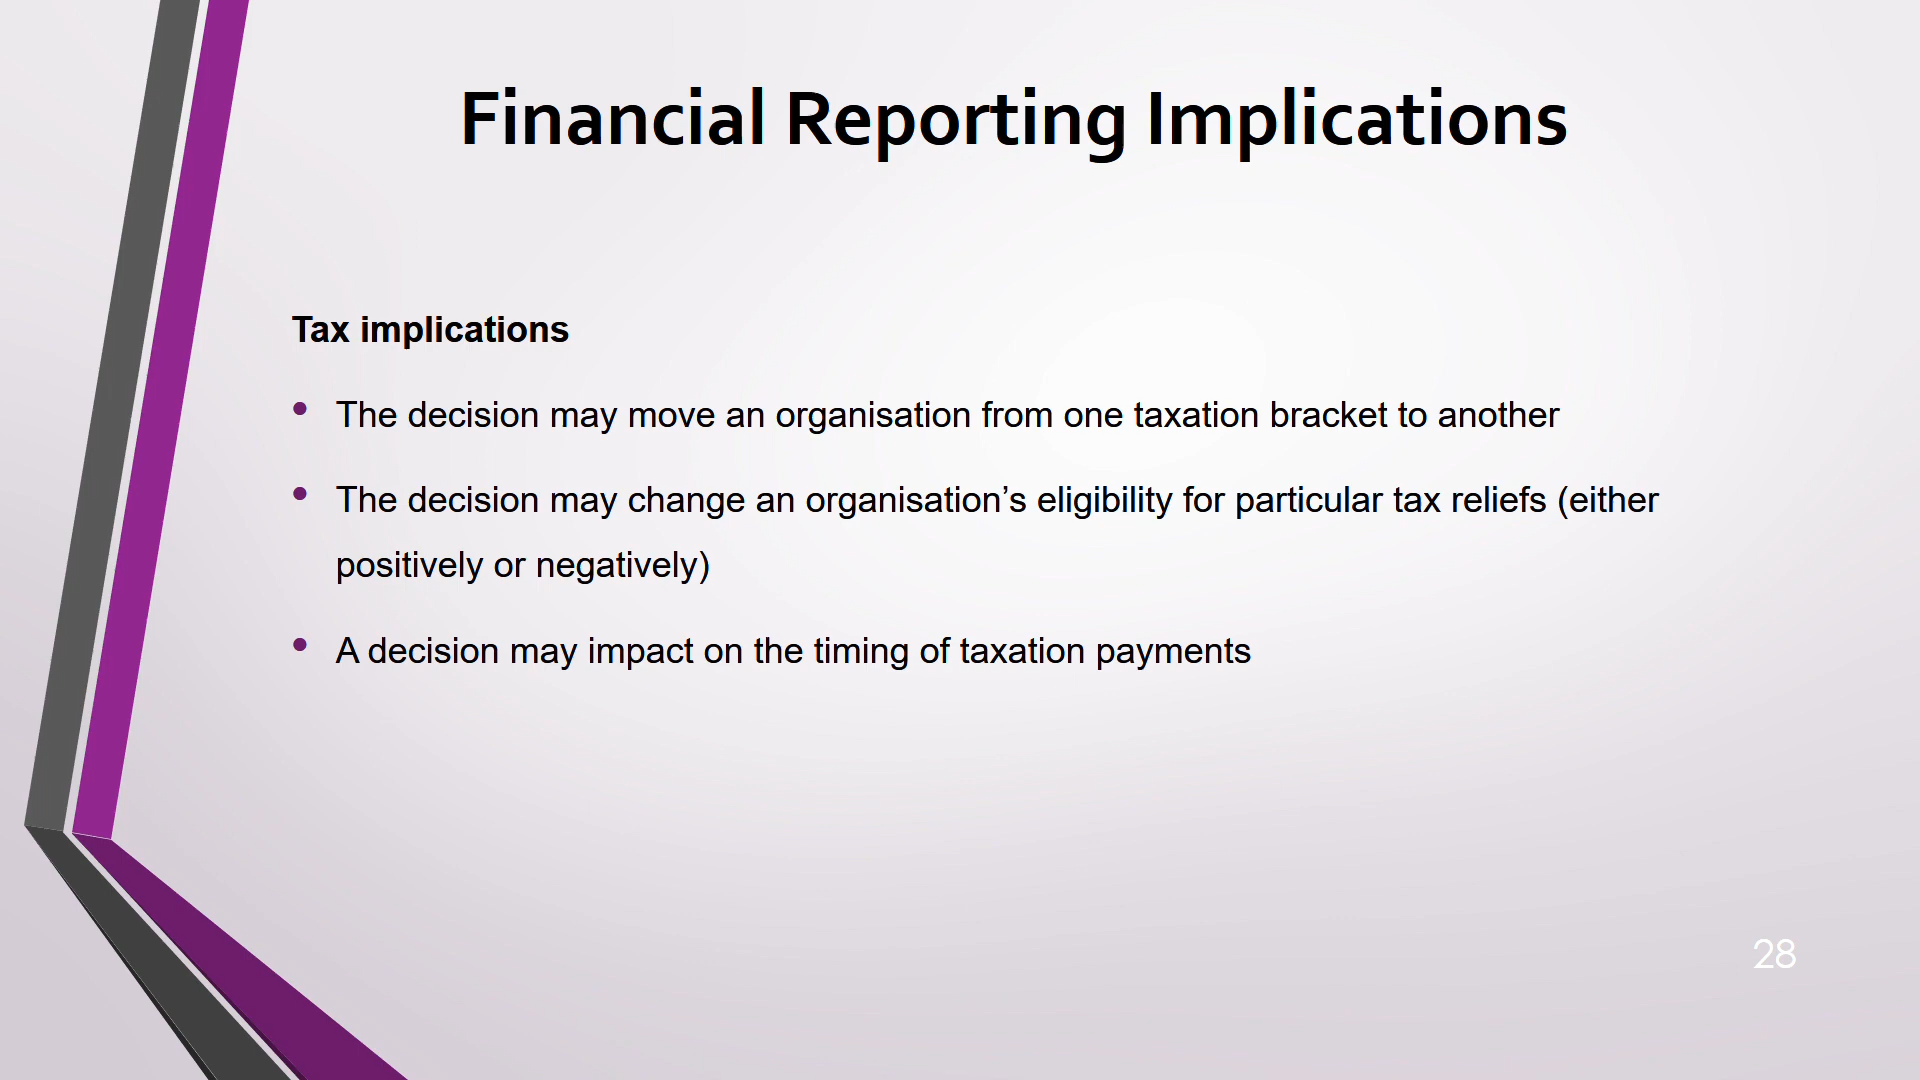 Financial Reporting Implications
Tax implications
• The decision may move an organisation from one taxation bracket to another
• The decision may change an organisation’s eligibility for particular tax reliefs (either
positively or negatively)
• A decision may impact on the timing of taxation payments
28